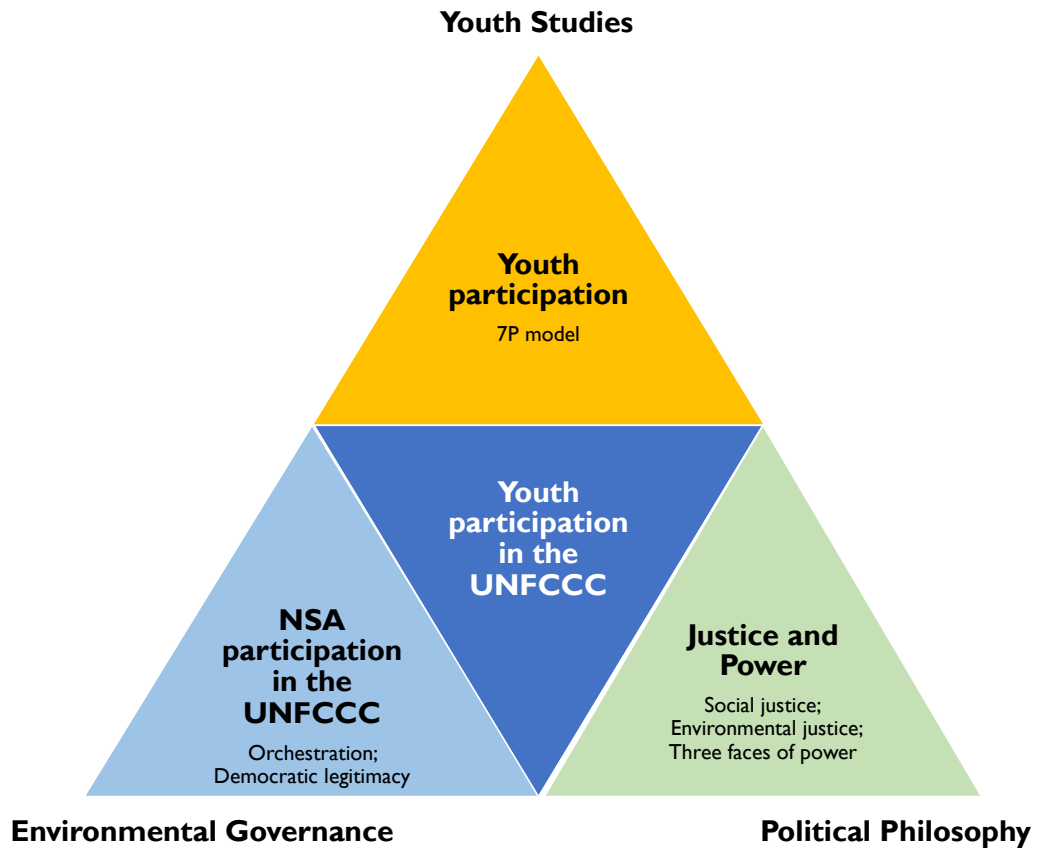 Youth Studies
Youth
participation
7P model
Youth
participation
in the
UNFCCC
NSA
participation
in the
UNFCCC
Orchestration;
Democratic legitimacy
Justice and
Power
Social justice;
Environmental justice;
Three faces of power
Environmental Governance
Political Philosophy